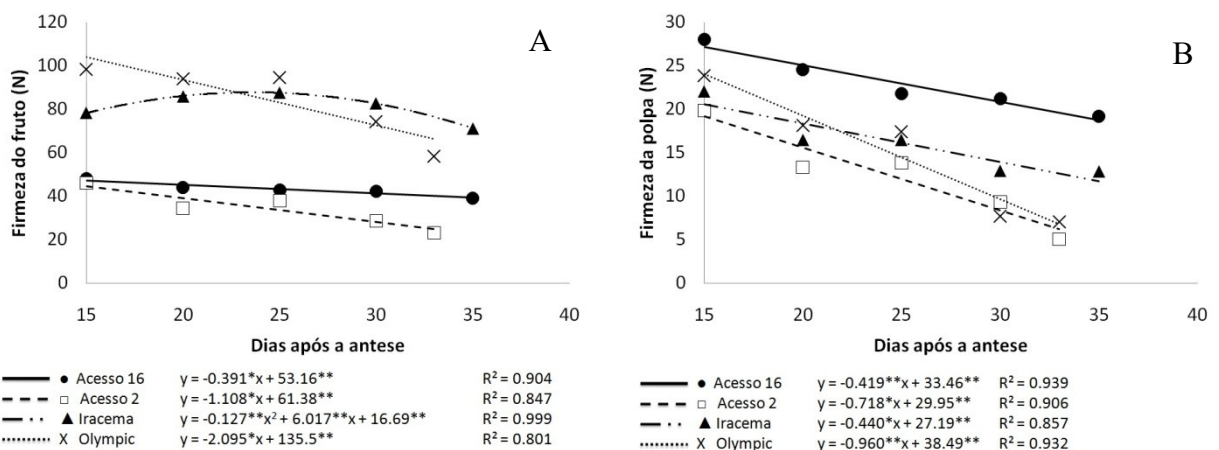 A
Firmeza do fruto (N)
120
100
80
60
40
20
0
15 20 25 30 35 40
Dias após a antese
Acesso 16 y = -0.391*x + 53.16** R² = 0.904
Acesso 2 y = -1.108*x + 61.38** R² = 0.847
Iracema y = -0.127**x² + 6.017**x + 16.69** R² = 0.999
Olympic y = -2.095*x + 135.5** R² = 0.801
B
Firmeza da polpa (N)
30
25
20
15
10
5
0
15 20 25 30 35 40
Dias após a antese
Acesso 16 y = -0.419**x + 33.46** R² = 0.939
Acesso 2 y = -0.718*x + 29.95** R² = 0.906
Iracema y = -0.440*x + 27.19** R² = 0.857
Olympic y = -0.960**x + 38.49** R² = 0.932